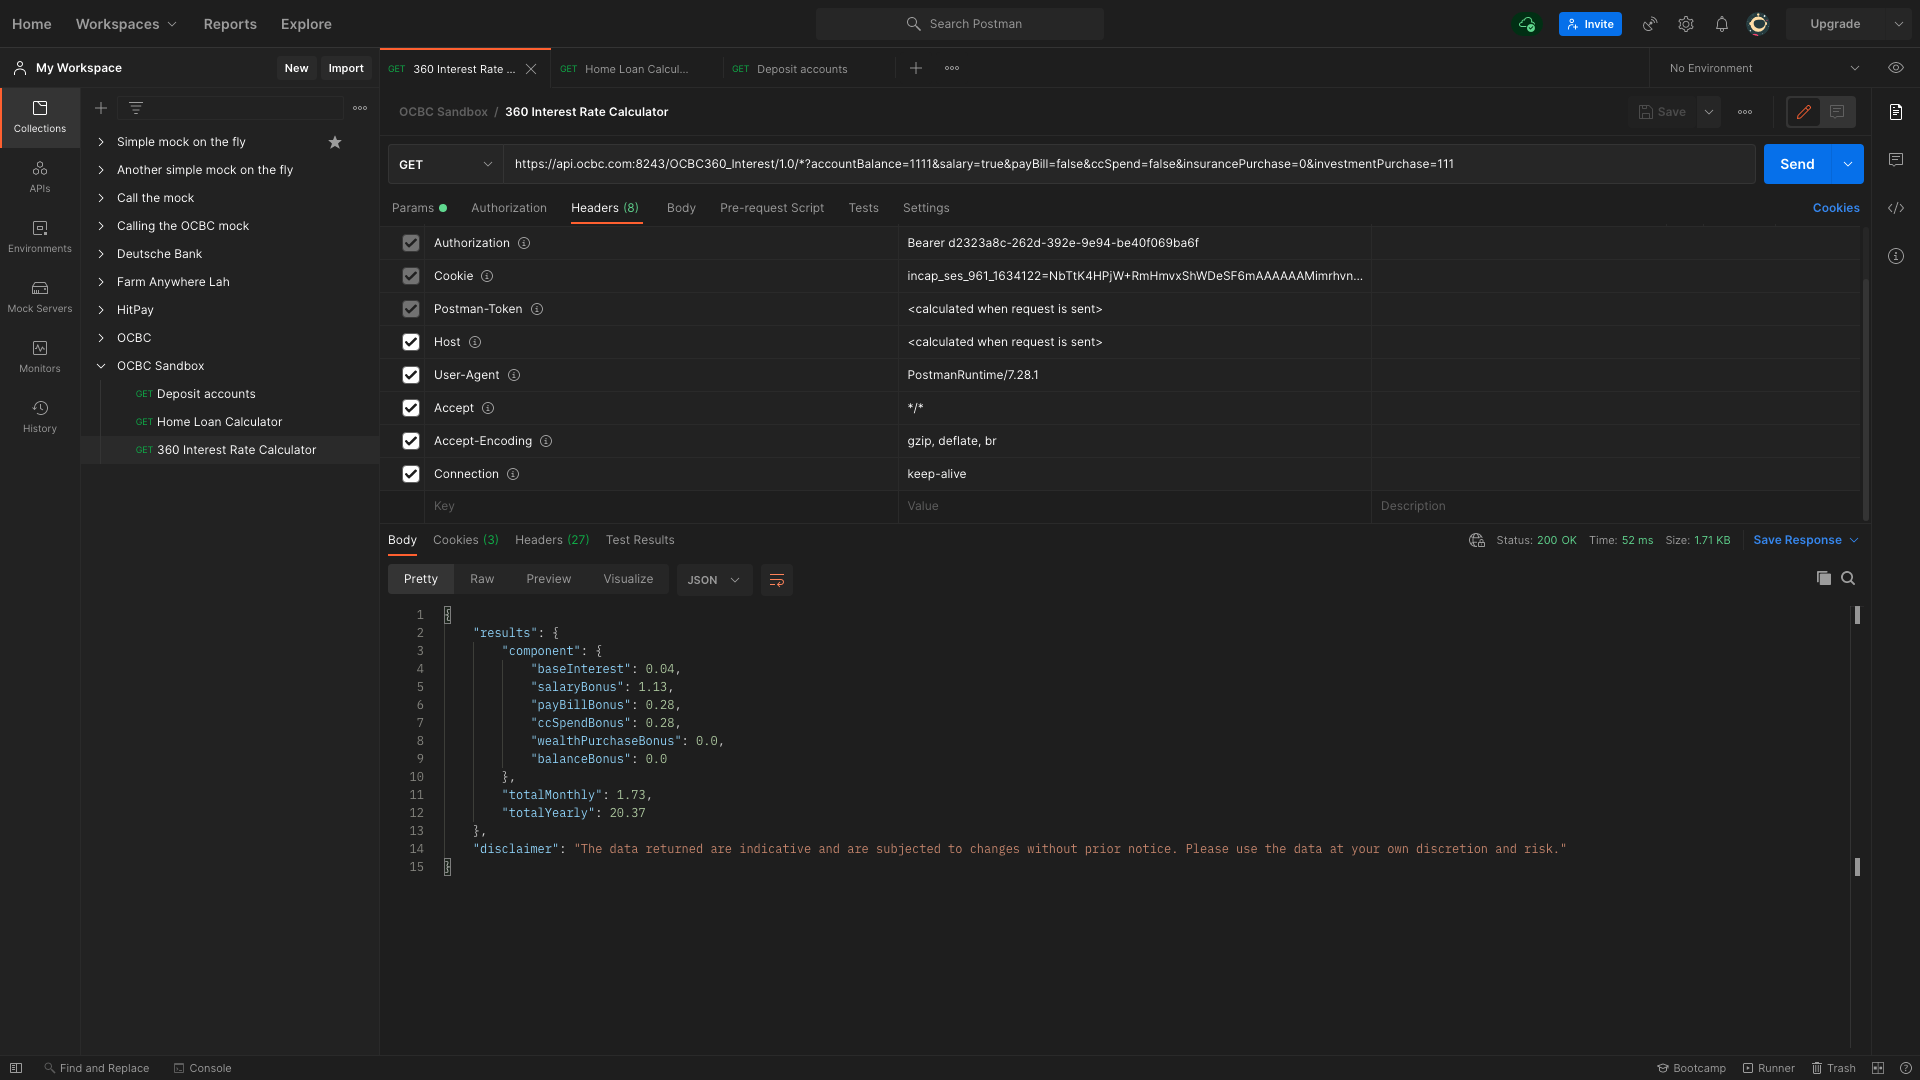 Home Workspaces Reports Explore Search Postman Invite Upgrade
My Workspace New Import
GET 360 Interest Rate ... GET Home Loan Calcul... GET Deposit accounts No Environment
Collections
APIs
Environments
Mock Servers
Monitors
History
Simple mock on the fly
Another simple mock on the fly
Call the mock
Calling the OCBC mock
Deutsche Bank
Farm Anywhere Lah
HitPay
OCBC
OCBC Sandbox
GET Deposit accounts
GET Home Loan Calculator
GET 360 Interest Rate Calculator
OCBC Sandbox / 360 Interest Rate Calculator Save
GET https://api.ocbc.com:8243/OCBC360_Interest/1.0/*?accountBalance=1111&salary=true&payBill=false&ccSpend=false&insurancePurchase=0&investmentPurchase=111 Send
Params Authorization Headers (8) Body Pre-request Script Tests Settings Cookies
Authorization Bearer d2323a8c-262d-392e-9e94-be40f069ba6f
Cookie incap_ses_961_1634122=NbTtK4HPjW+RmHmvxShWDeSF6mAAAAAAMimrhvn...
Postman-Token <calculated when request is sent>
Host <calculated when request is sent>
User-Agent PostmanRuntime/7.28.1
Accept */*
Accept-Encoding gzip, deflate, br
Connection keep-alive
Key Value Description
Body Cookies (3) Headers (27) Test Results Status: 200 OK Time: 52 ms Size: 1.71 KB Save Response
Pretty Raw Preview Visualize JSON
1 {
2 "results": {
3 "component": {
4 "baseInterest": 0.04,
5 "salaryBonus": 1.13,
6 "payBillBonus": 0.28,
7 "ccSpendBonus": 0.28,
8 "wealthPurchaseBonus": 0.0,
9 "balanceBonus": 0.0
10 },
11 "totalMonthly": 1.73,
12 "totalYearly": 20.37
13 },
14 "disclaimer": "The data returned are indicative and are subjected to changes without prior notice. Please use the data at your own discretion and risk."
15 }
Find and Replace Console Bootcamp Runner Trash